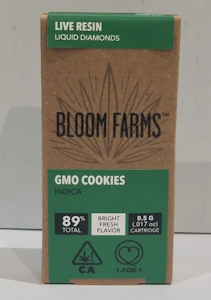 LIVE RESIN
LIQUID DIAMONDS
BLOOM FARMS™
GMO COOKIES
INDICA
89%
TOTAL
BRIGHT
FRESH
FLAVOR
0.5 G
(.017 oz)
CARTRIDGE
CA
1-FOR-1